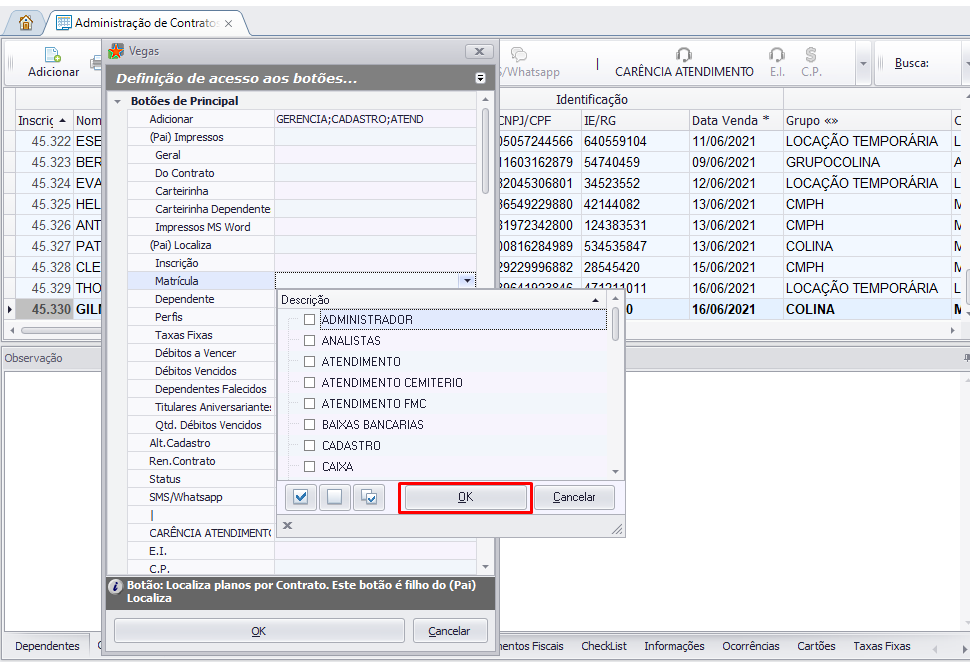 Administração de Contratos
Adicionar
Vegas
Definição de acesso aos botões...
/Whatsapp
CARÊNCIA ATENDIMENTO
E.I.
C.P.
Busca:
Identificação
Inscriç
Nom
CNPJ/CPF
IE/RG
Data Venda *
Grupo «»
45.322 ESE 05057244566 640559104 11/06/2021 LOCAÇÃO TEMPORÁRIA L
45.323 BER 11603162879 54740459 09/06/2021 GRUPOCOLINA A
45.324 EVA 32045306801 34523552 12/06/2021 LOCAÇÃO TEMPORÁRIA L
45.325 HEL 36549229880 42144082 13/06/2021 CMPH M
45.326 ANT 31972342800 124383531 13/06/2021 CMPH M
45.327 PAT 00816284989 534535847 13/06/2021 COLINA M
45.328 CLE 29229996882 28545420 15/06/2021 CMPH M
45.329 THO 39641923846 471211011 16/06/2021 LOCAÇÃO TEMPORÁRIA L
45.330 GIL 0 16/06/2021 COLINA M
Observação
Botões de Principal
Adicionar GERENCIA;CADASTRO;ATEND
(Pai) Impressos
Geral
Do Contrato
Carteirinha
Carteirinha Dependente
Impressos MS Word
(Pai) Localiza
Inscrição
Matrícula
Dependente
Perfis
Taxas Fixas
Débitos a Vencer
Débitos Vencidos
Dependentes Falecidos
Titulares Aniversariantes
Qtd. Débitos Vencidos
Alt.Cadastro
Ren.Contrato
Status
SMS/Whatsapp
|
CARÊNCIA ATENDIMENTO
E.I.
C.P.
Descrição
ADMINISTRADOR
ANALISTAS
ATENDIMENTO
ATENDIMENTO CEMITERIO
ATENDIMENTO FMC
BAIXAS BANCARIAS
CADASTRO
CAIXA
OK
Cancelar
Botão: Localiza planos por Contrato. Este botão é filho do (Pai)
Localiza
OK
Cancelar
Dependentes
entos Fiscais
CheckList
Informações
Ocorrências
Cartões
Taxas Fixas